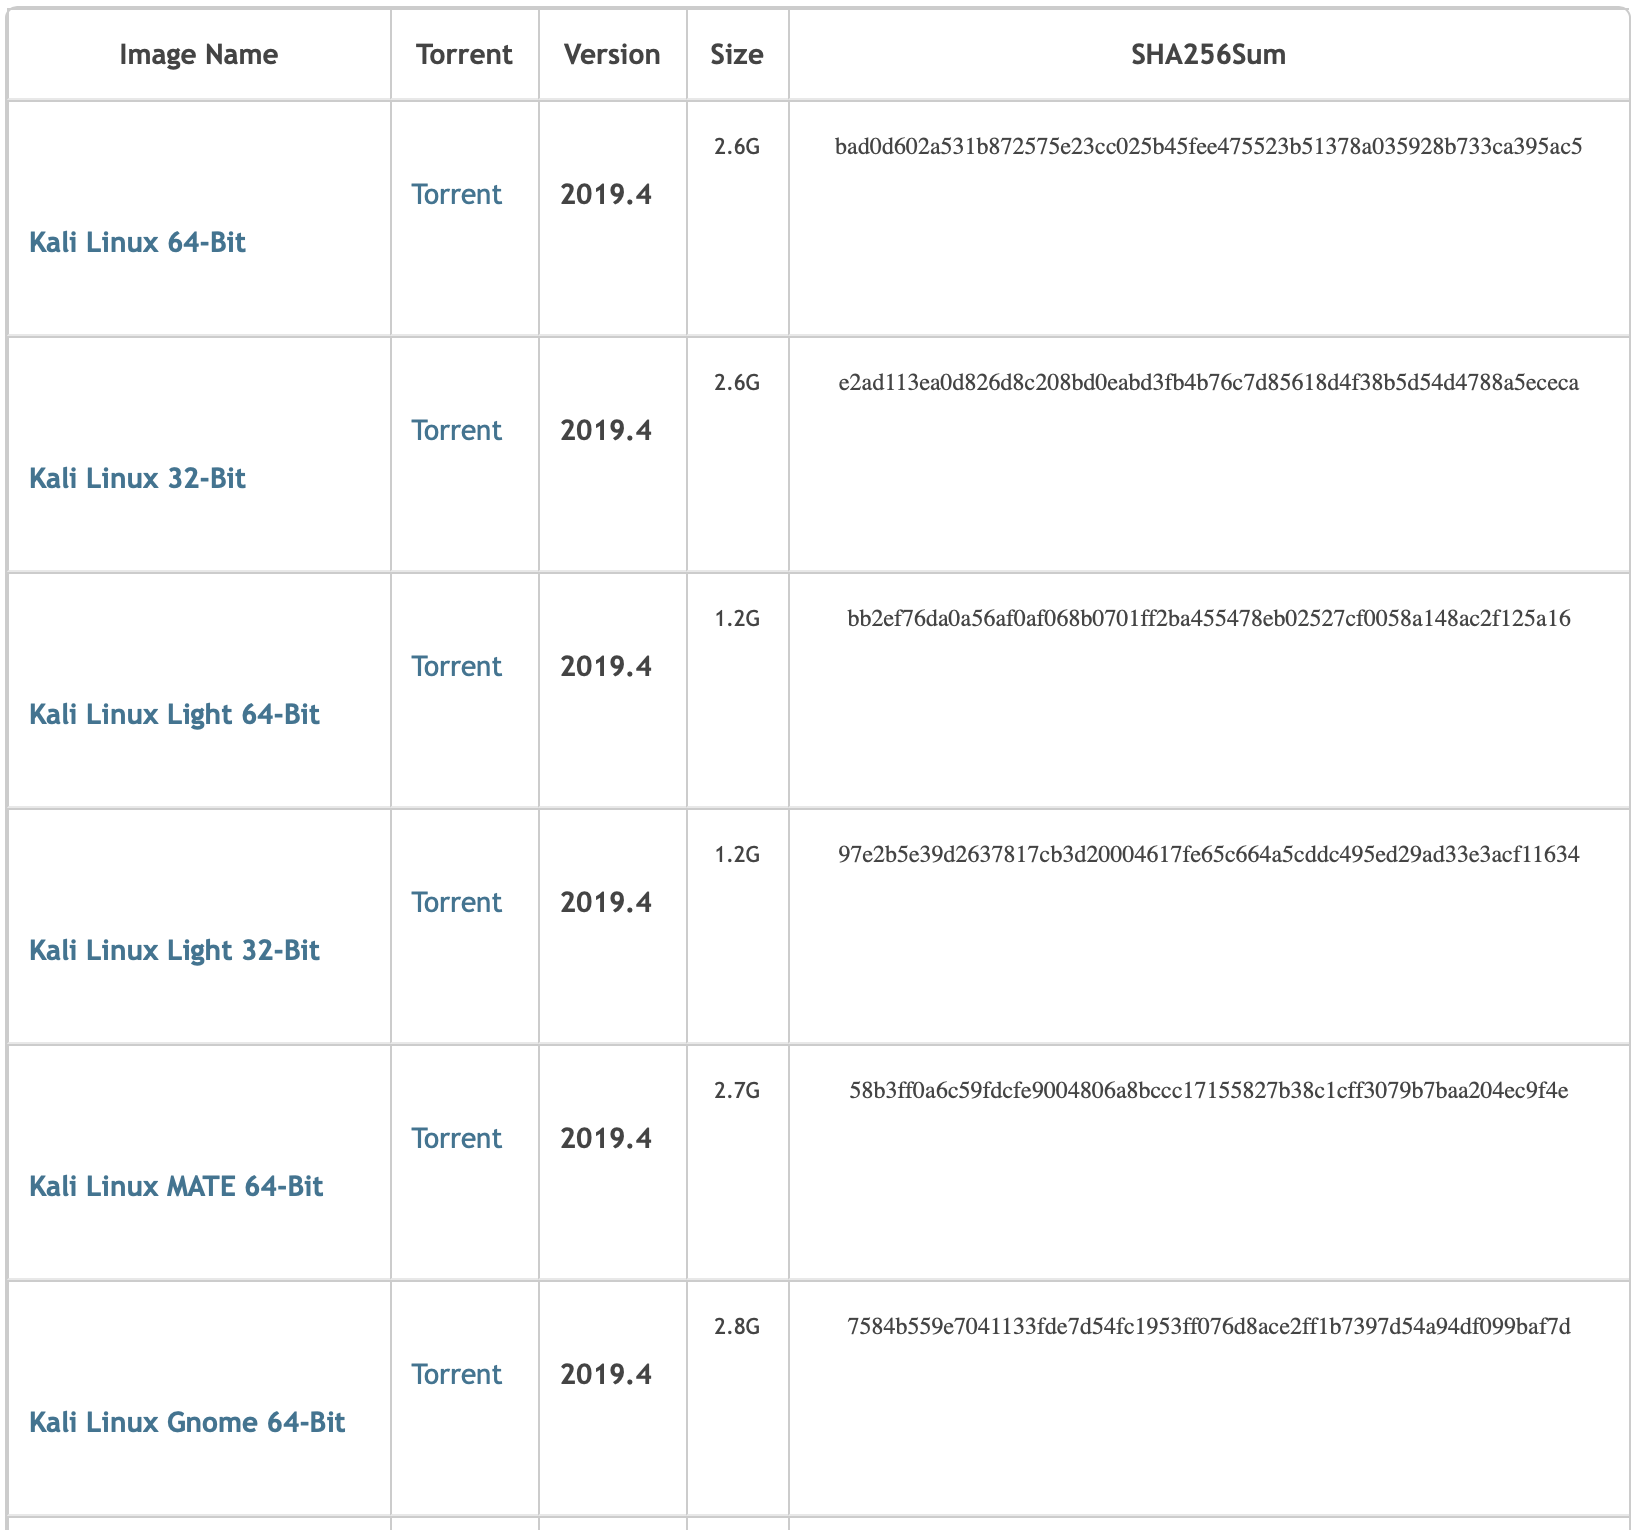 Image Name Torrent Version Size SHA256Sum
2.6G bad0d602a531b872575e23cc025b45fee475523b51378a035928b733ca395ac5
Torrent 2019.4
Kali Linux 64-Bit
2.6G e2ad113ea0d826d8c208bd0eabd3fb4b76c7d85618d4f38b5d54d4788a5ececa
Torrent 2019.4
Kali Linux 32-Bit
1.2G bb2ef76da0a56af0af068b0701ff2ba455478eb02527cf0058a148ac2f125a16
Torrent 2019.4
Kali Linux Light 64-Bit
1.2G 97e2b5e39d2637817cb3d20004617fe65c664a5cddc495ed29ad33e3acf11634
Torrent 2019.4
Kali Linux Light 32-Bit
2.7G 58b3ff0a6c59fdcfe9004806a8bccc17155827b38c1cff3079b7baa204ec9f4e
Torrent 2019.4
Kali Linux MATE 64-Bit
2.8G 7584b559e7041133fde7d54fc1953ff076d8ace2ff1b7397d54a94df099baf7d
Torrent 2019.4
Kali Linux Gnome 64-Bit